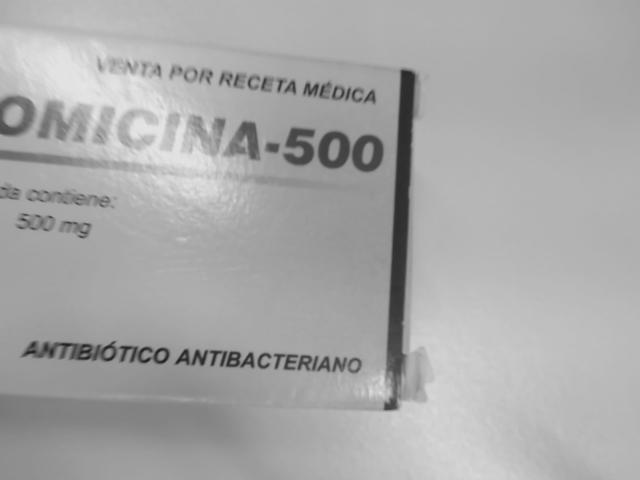 VENTA POR RECETA MÉDICA
OMICINA-500
da contiene:
500 mg
ANTIBIÓTICO ANTIBACTERIANO